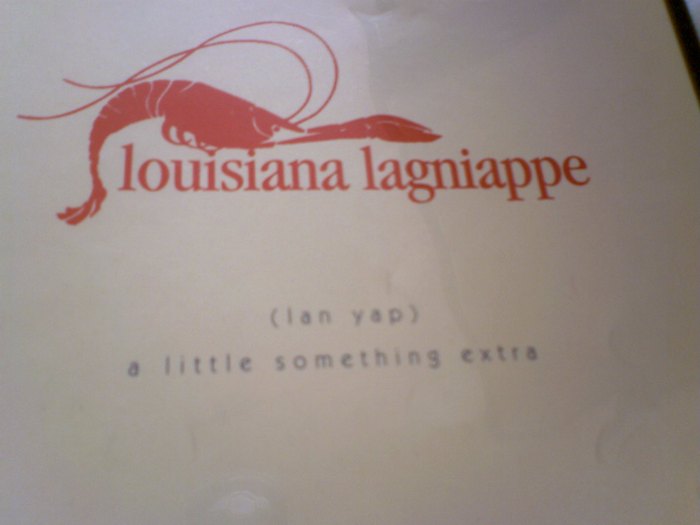 louisiana lagniappe
(lan yap)
a little something extra